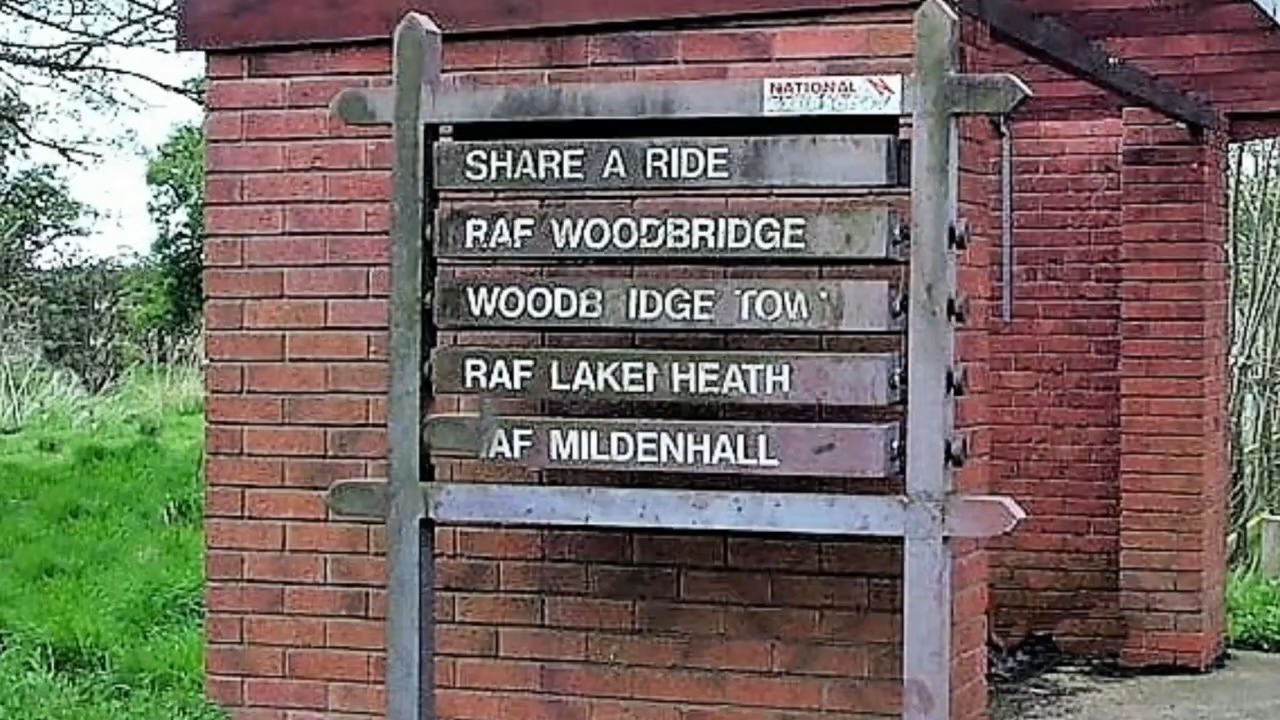 NATIONAL
SHARE A RIDE
RAF WOODBRIDGE
WOODB IDGE TOW
RAF LAKEN HEATH
AF MILDENHALL